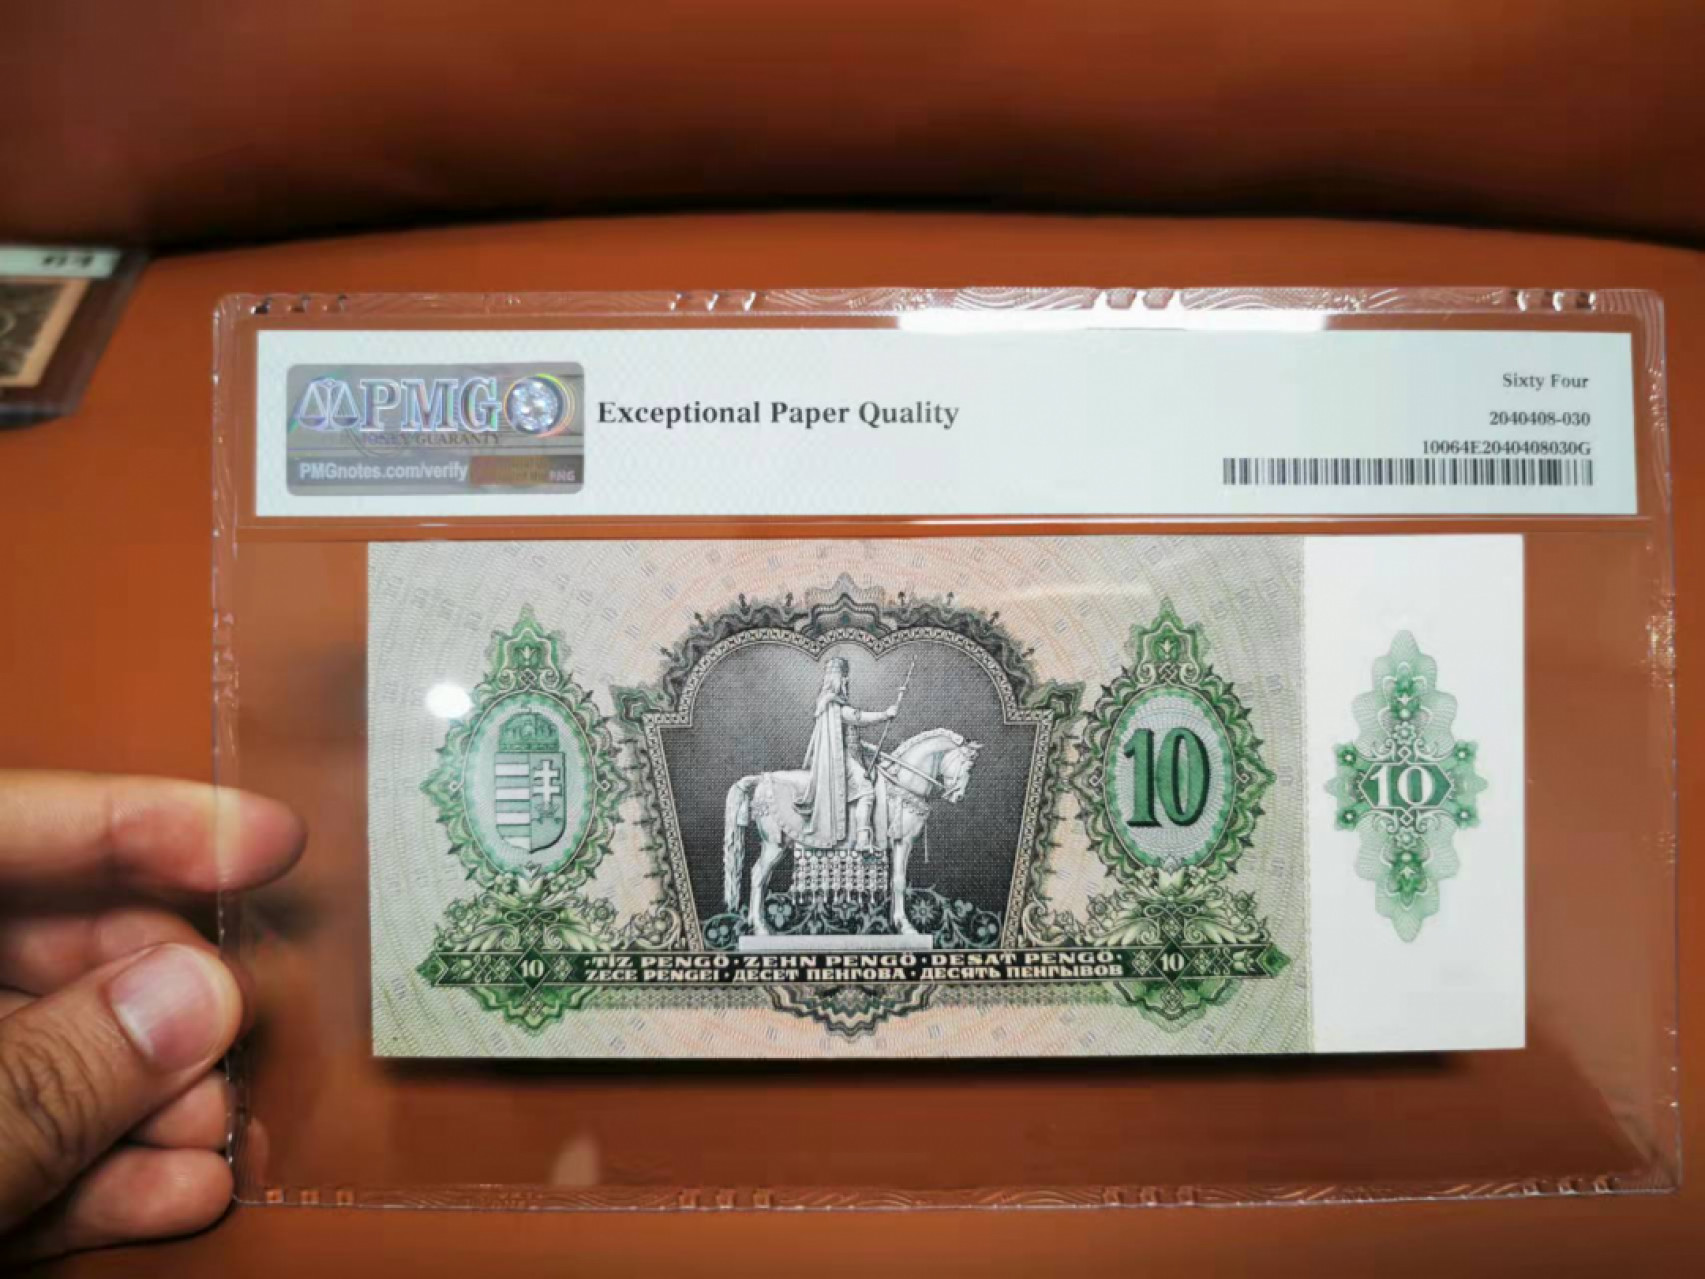 64
PMG
PMGnotes.com/verify
Exceptional Paper Quality
Sixty Four
2040408-030
10064E2040408030G
10
10
10
·TÍZ PENGŐ·ZEHN PENGŐ·DESAT PENGŐ·
ZECE PENGEI·ДЕСЕТ ПЕНГОВА·ДЕСЯТЬ ПЕНГЫВОВ
10